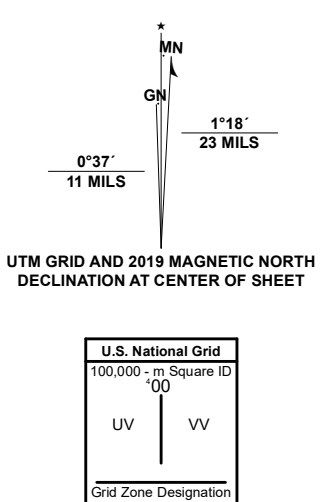 MN
GN
1°18´
23 MILS
0°37´
11 MILS
UTM GRID AND 2019 MAGNETIC NORTH
DECLINATION AT CENTER OF SHEET
U.S. National Grid
100,000 - m Square ID
⁴00
UV VV
Grid Zone Designation